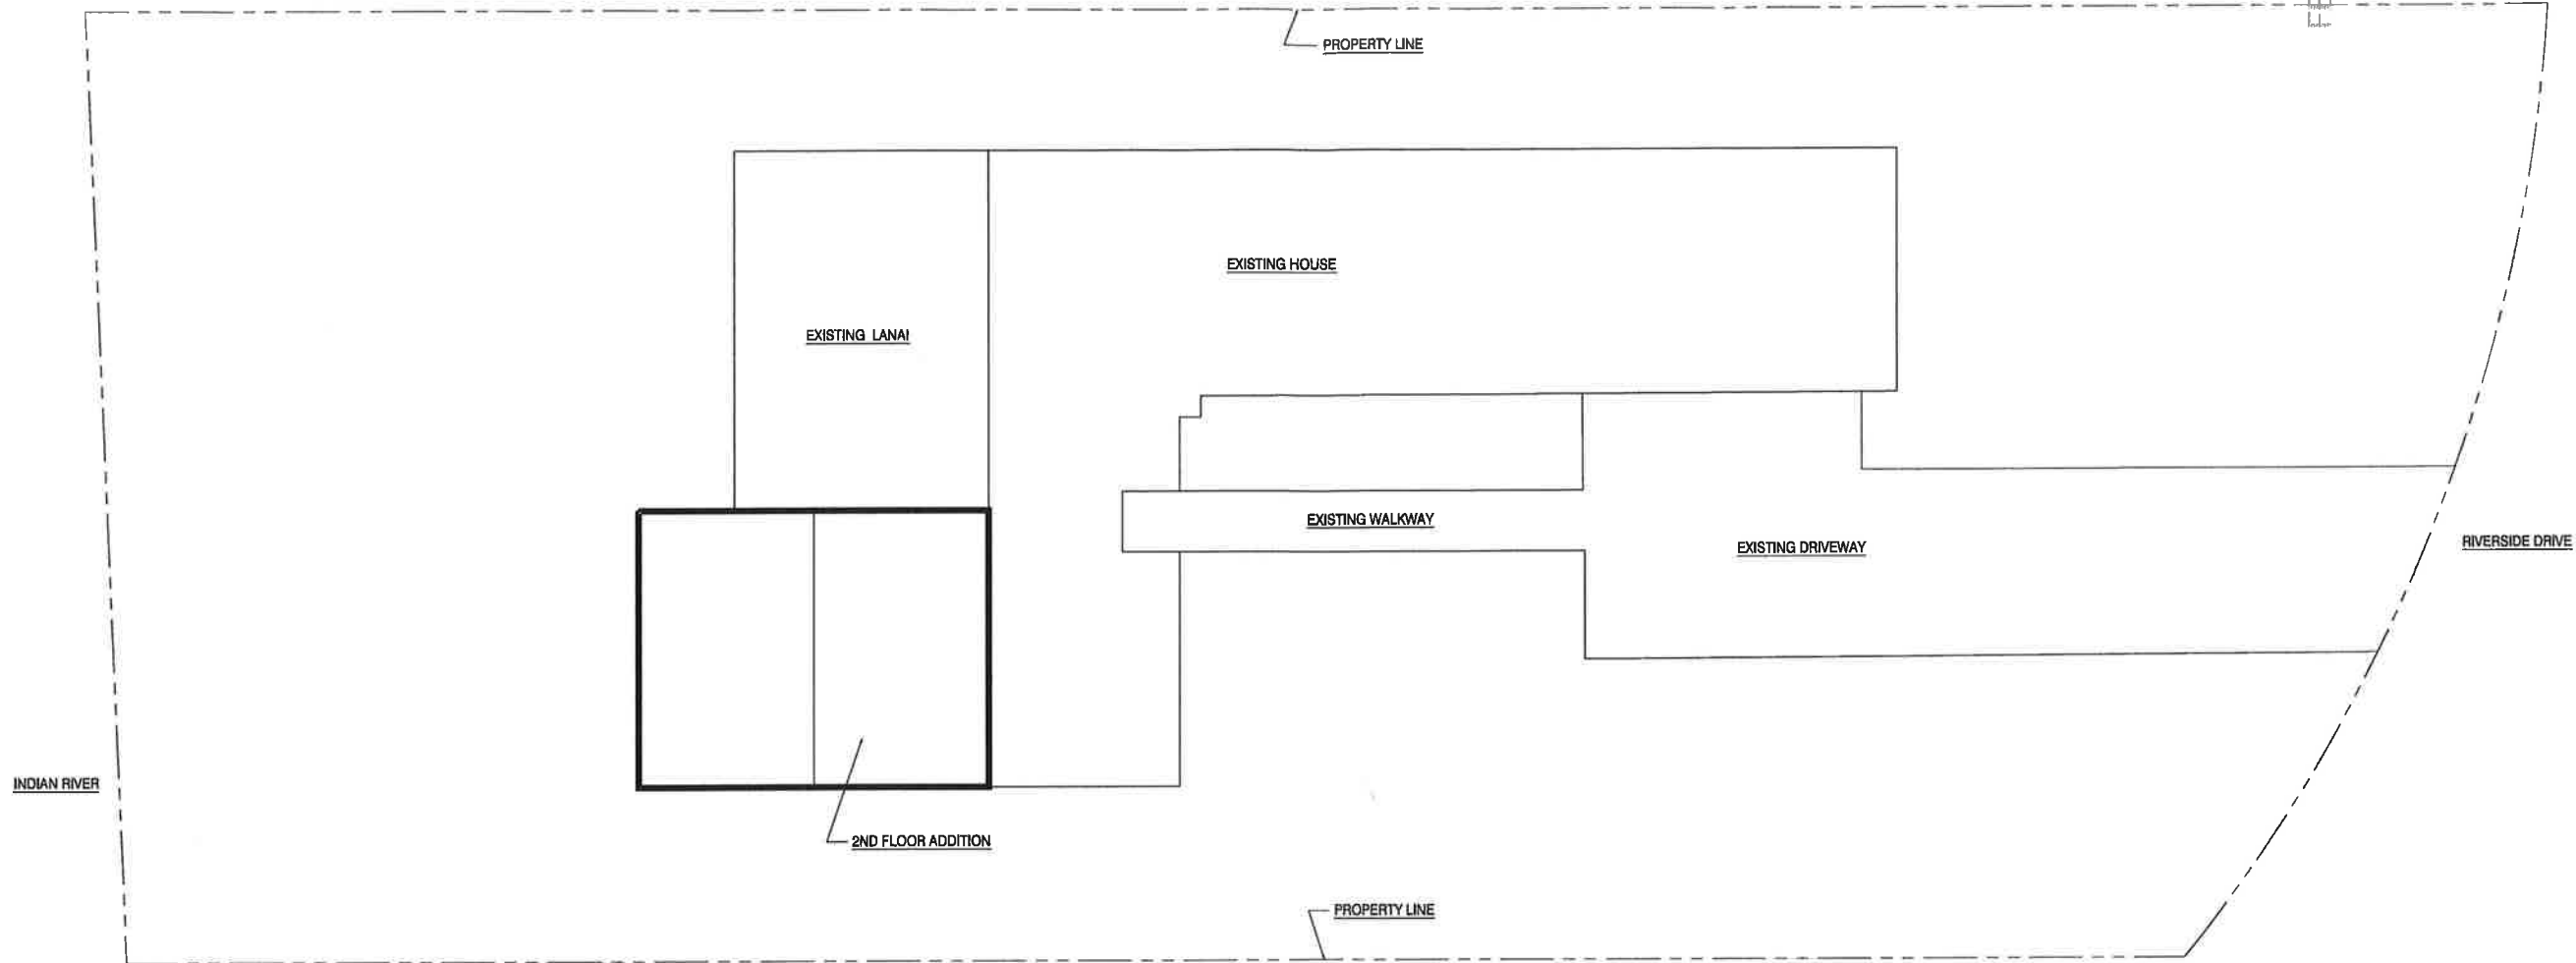 PROPERTY LINE
EXISTING HOUSE
EXISTING LANAI
EXISTING WALKWAY
EXISTING DRIVEWAY
RIVERSIDE DRIVE
INDIAN RIVER
2ND FLOOR ADDITION
PROPERTY LINE